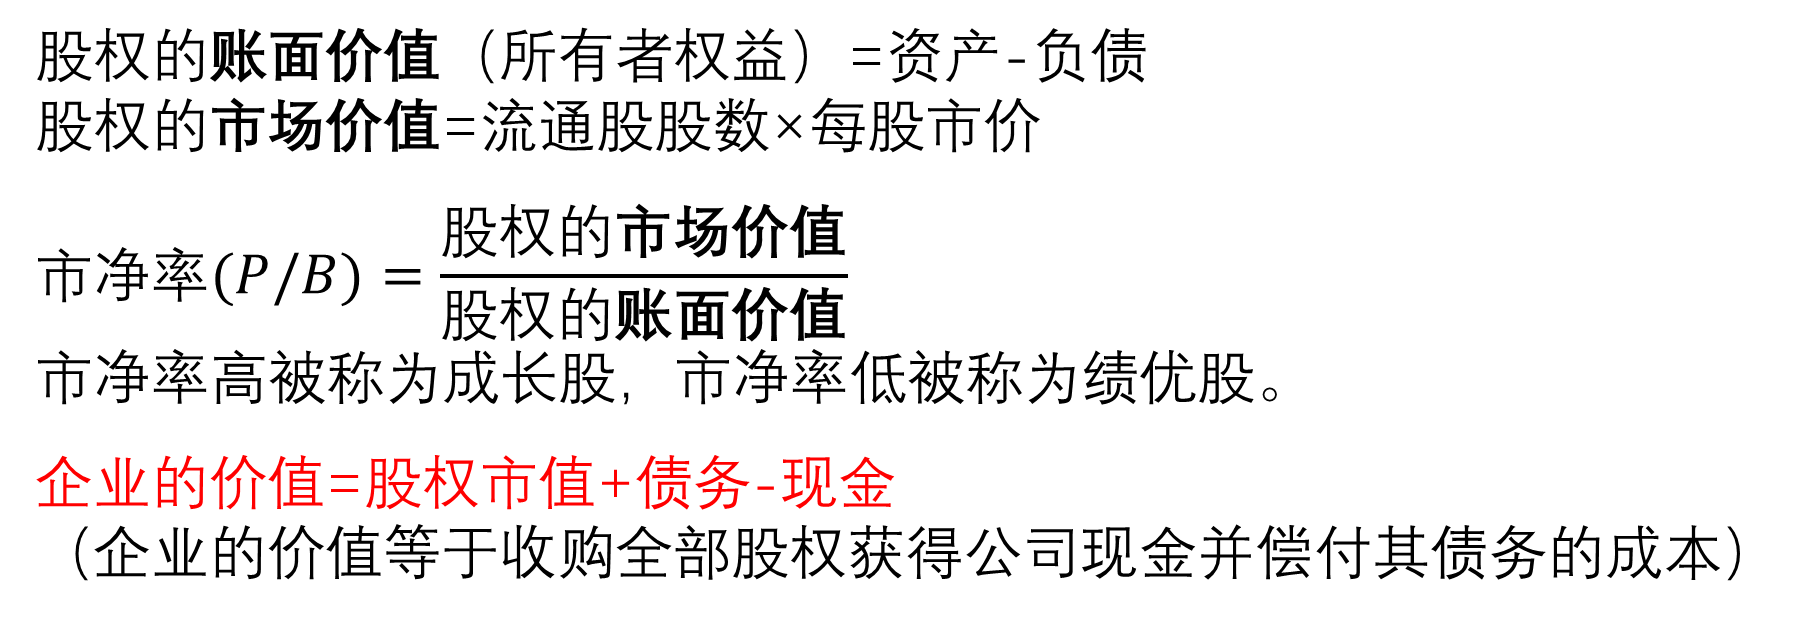 股权的账面价值（所有者权益）=资产-负债
股权的市场价值=流通股股数×每股市价
市净率(P/B) = 股权的市场价值
股权的账面价值
市净率高被称为成长股，市净率低被称为绩优股。
企业的价值=股权市值+债务-现金
（企业的价值等于收购全部股权获得公司现金并偿付其债务的成本）